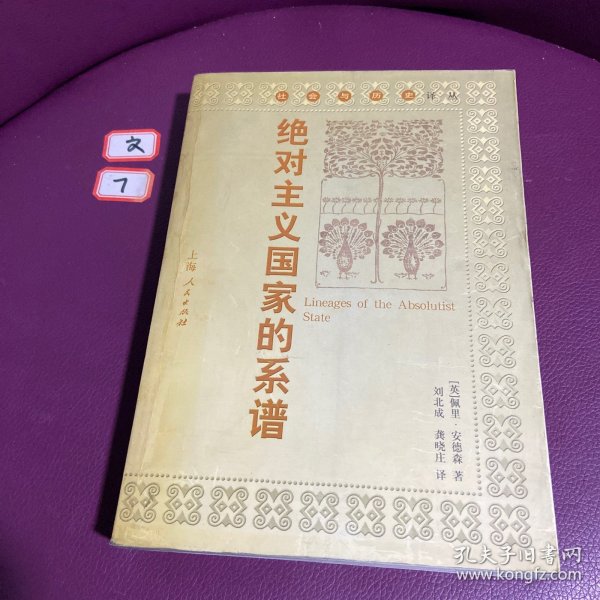 文
7
社会与历史译丛
绝对主义国家的系谱
Lineages of the Absolutist
State
上海人民出版社
[英]佩里·安德森 著
刘北成 龚晓庄 译
孔夫子旧书网
www.kongfz.com